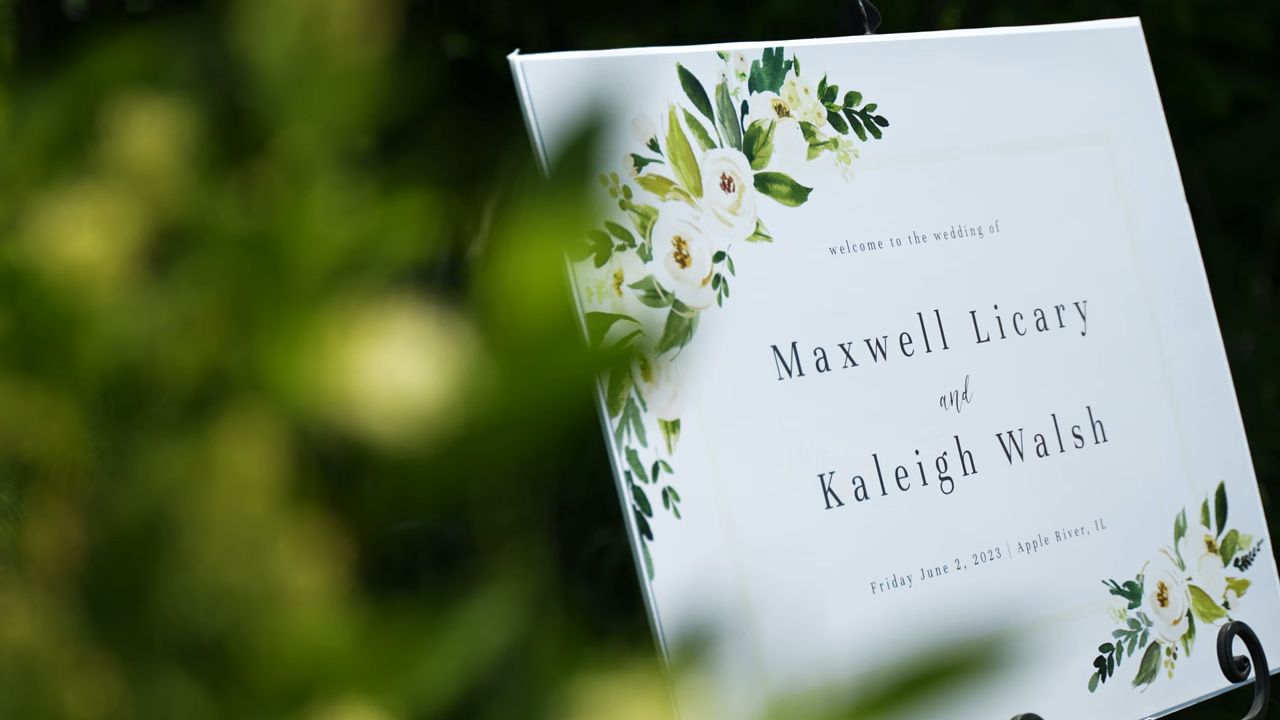 welcome to the wedding of
Maxwell Licary
and
Kaleigh Walsh
Friday June 2, 2023 | Apple River, IL